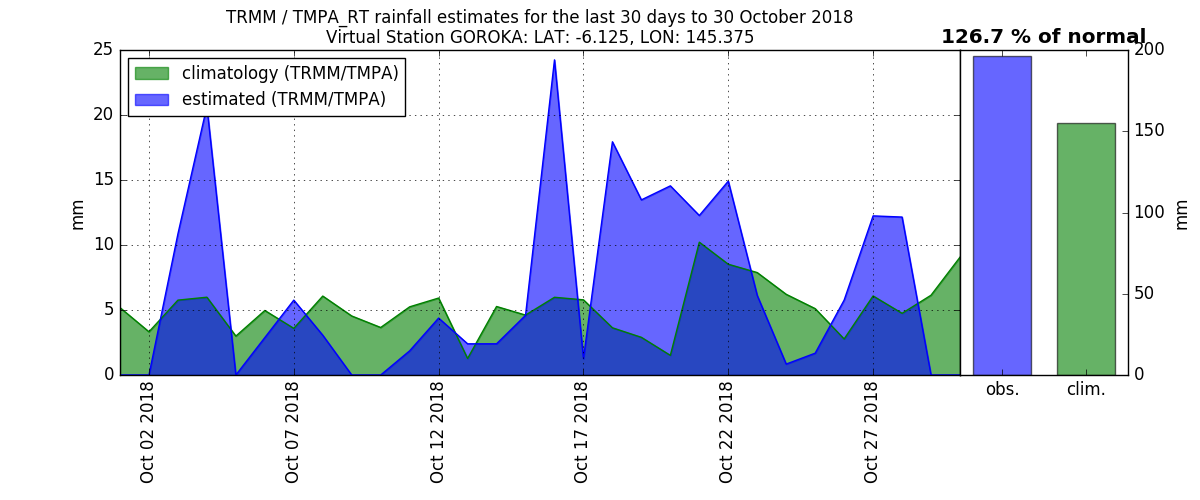 TRMM / TMPA_RT rainfall estimates for the last 30 days to 30 October 2018
Virtual Station GOROKA: LAT: -6.125, LON: 145.375
126.7 % of normal
climatology (TRMM/TMPA)
estimated (TRMM/TMPA)
25
20
15
10
5
0
mm
Oct 02 2018
Oct 07 2018
Oct 12 2018
Oct 17 2018
Oct 22 2018
Oct 27 2018
200
150
100
50
0
mm
obs.
clim.